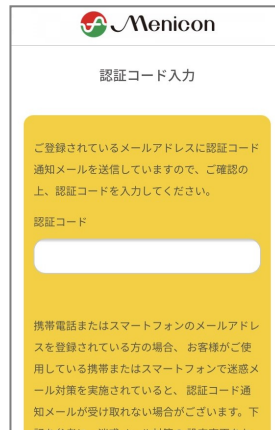 Menicon
認証コード入力
ご登録されているメールアドレスに認証コード
通知メールを送信していますので、ご確認の
上、認証コードを入力してください。
認証コード
携帯電話またはスマートフォンのメールアドレ
スを登録されている方の場合、 お客様がご使
用している携帯またはスマートフォンで迷惑メ
ール対策を実施されていると、 認証コード通
知メールが受け取れない場合がございます。下